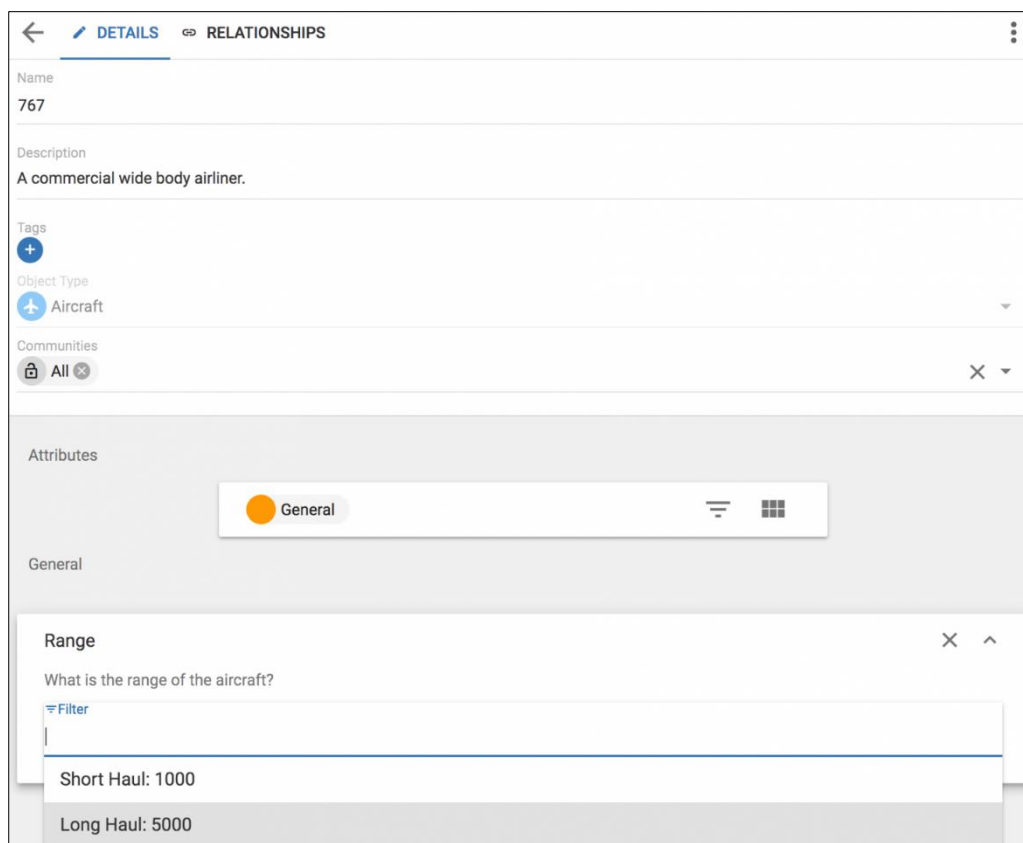 DETAILS RELATIONSHIPS
Name
767
Description
A commercial wide body airliner.
Tags
Object Type
Aircraft
Communities
All
Attributes
General
General
Range
What is the range of the aircraft?
Filter
Short Haul: 1000
Long Haul: 5000